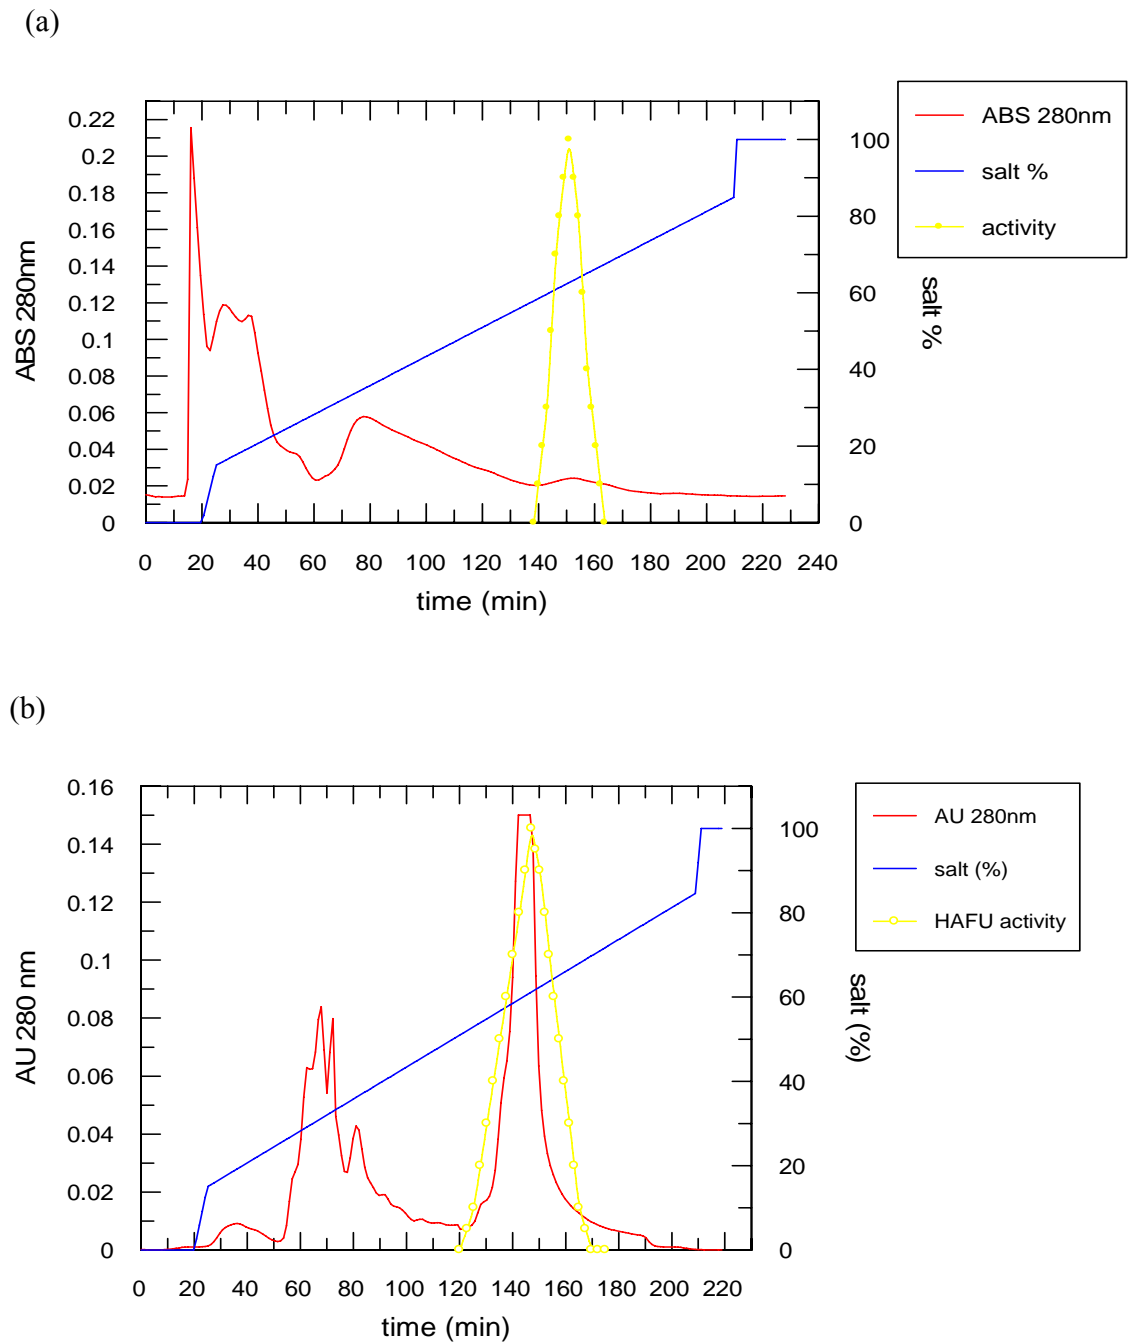 (a)
ABS 280nm
0.22
0.2
0.18
0.16
0.14
0.12
0.1
0.08
0.06
0.04
0.02
0
0 20 40 60 80 100 120 140 160 180 200 220 240
time (min)
100
80
60
40
20
0
salt %
ABS 280nm
salt %
activity
(b)
AU 280 nm
0.16
0.14
0.12
0.1
0.08
0.06
0.04
0.02
0
0 20 40 60 80 100 120 140 160 180 200 220
time (min)
100
80
60
40
20
0
salt (%)
AU 280nm
salt (%)
HAFU activity